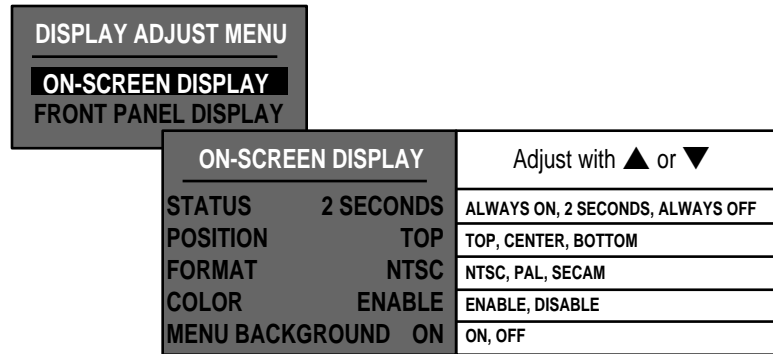 DISPLAY ADJUST MENU
ON-SCREEN DISPLAY
FRONT PANEL DISPLAY
ON-SCREEN DISPLAY Adjust with ▲ or ▼
STATUS 2 SECONDS ALWAYS ON, 2 SECONDS, ALWAYS OFF
POSITION TOP TOP, CENTER, BOTTOM
FORMAT NTSC NTSC, PAL, SECAM
COLOR ENABLE ENABLE, DISABLE
MENU BACKGROUND ON ON, OFF